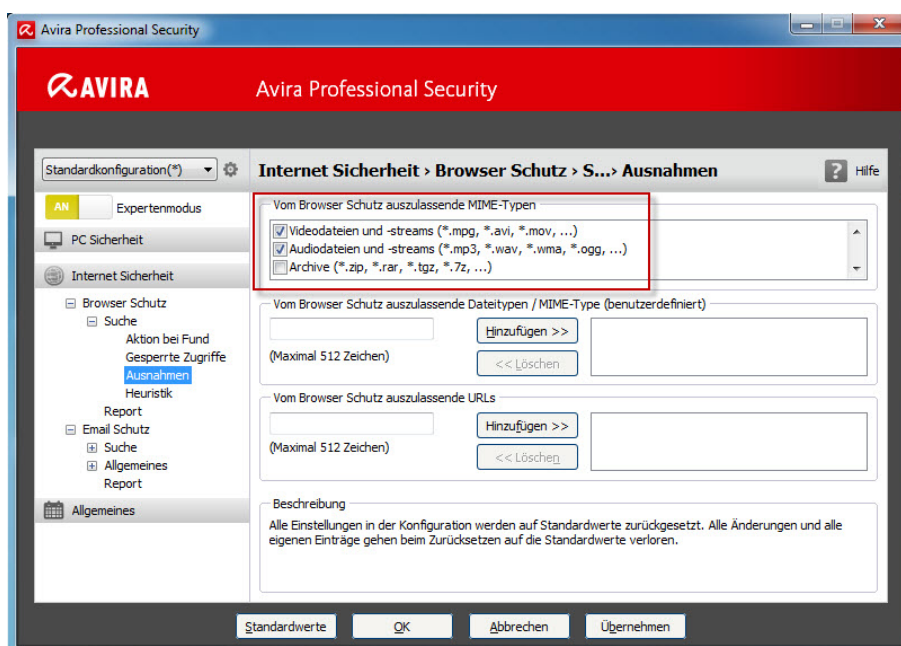 Avira Professional Security
AVIRA
Avira Professional Security
Standardkonfiguration(*)
Internet Sicherheit › Browser Schutz › S...› Ausnahmen
? Hilfe
AN Expertenmodus
PC Sicherheit
Internet Sicherheit
Browser Schutz
Suche
Aktion bei Fund
Gesperrte Zugriffe
Ausnahmen
Heuristik
Report
Email Schutz
Suche
Allgemeines
Report
Allgemeines
Vom Browser Schutz auszulassende MIME-Typen
Videodateien und -streams (*.mpg, *.avi, *.mov, ...)
Audiodateien und -streams (*.mp3, *.wav, *.wma, *.ogg, ...)
Archive (*.zip, *.rar, *.tgz, *.7z, ...)
Vom Browser Schutz auszulassende Dateitypen / MIME-Type (benutzerdefiniert)
Hinzufügen >>
(Maximal 512 Zeichen)
<< Löschen
Vom Browser Schutz auszulassende URLs
Hinzufügen >>
(Maximal 512 Zeichen)
<< Löschen
Beschreibung
Alle Einstellungen in der Konfiguration werden auf Standardwerte zurückgesetzt. Alle Änderungen und alle
eigenen Einträge gehen beim Zurücksetzen auf die Standardwerte verloren.
Standardwerte
OK
Abbrechen
Übernehmen